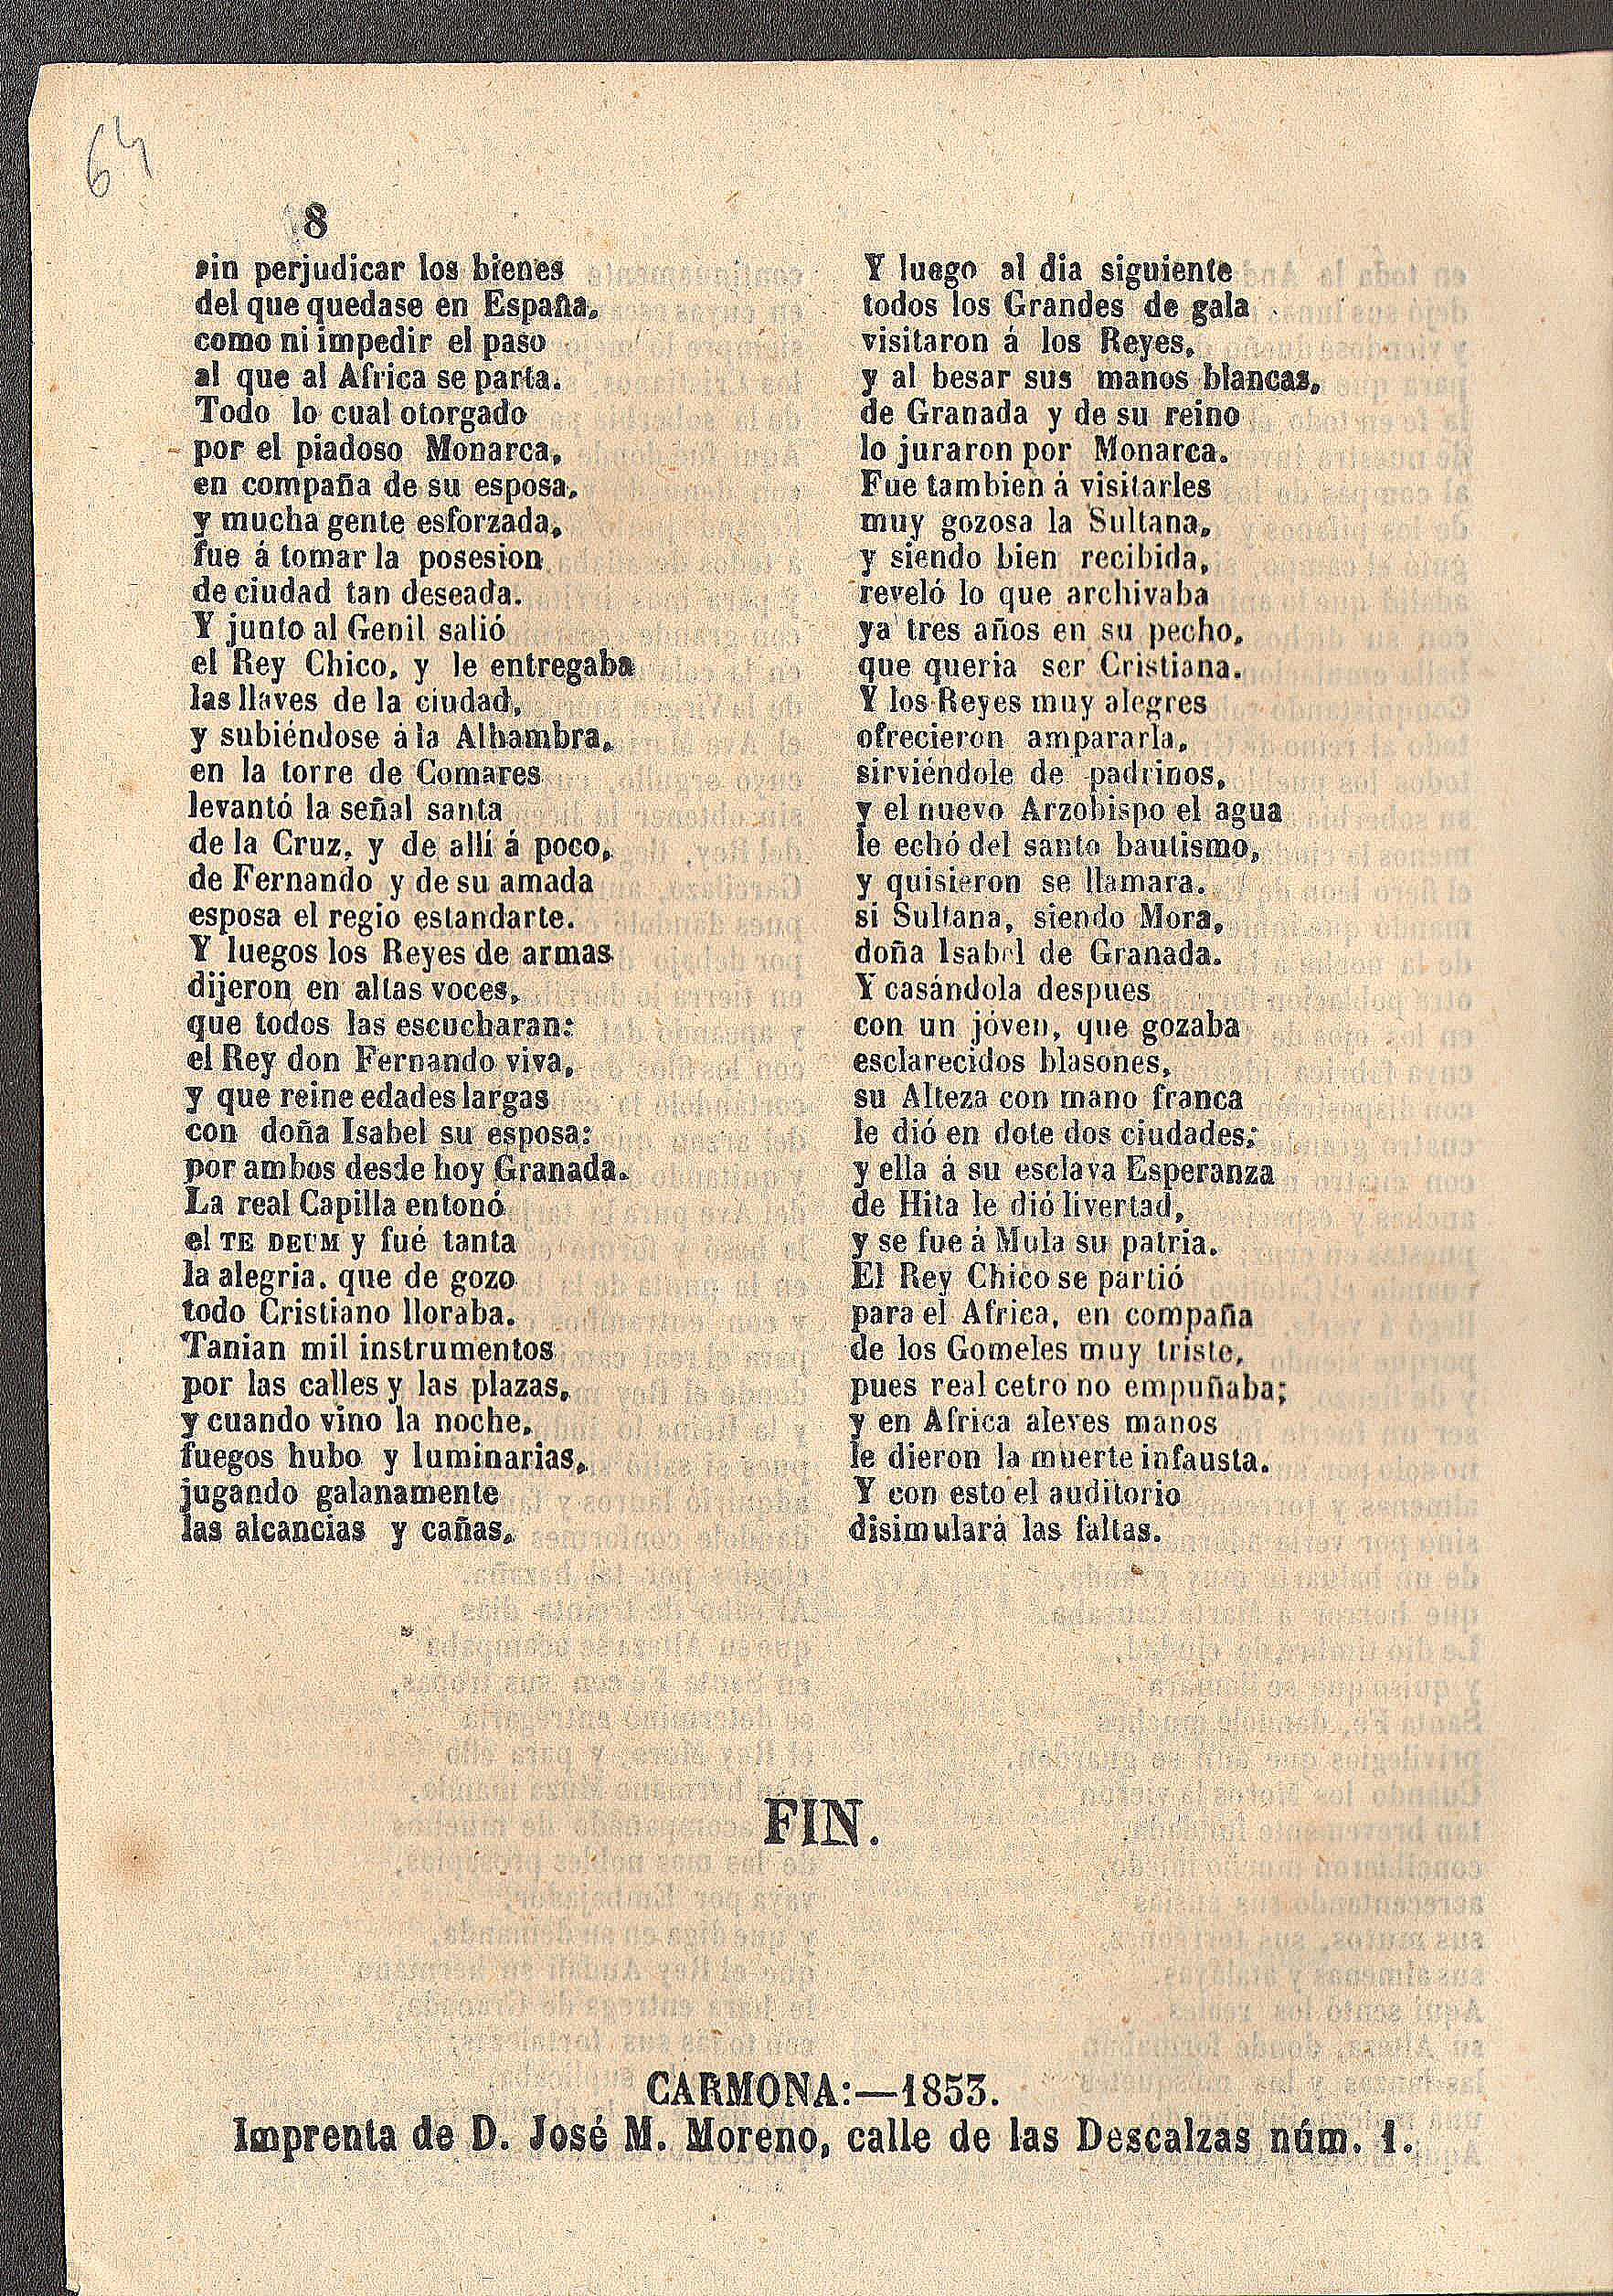 64
8
sin perjudicar los bienes
del que quedase en España,
como ni impedir el paso
al que al Africa se parta.
Todo lo cual otorgado
por el piadoso Monarca,
en compaña de su esposa,
y mucha gente esforzada,
fue á tomar la posesion
de ciudad tan deseada.
Y junto al Genil salió
el Rey Chico, y le entregaba
las llaves de la ciudad,
y subiéndose á la Alhambra,
en la torre de Comares
levantó la señal santa
de la Cruz, y de allí á poco,
de Fernando y de su amada
esposa el regio estandarte.
Y luegos los Reyes de armas
dijeron en altas voces,
que todos las escucharan:
el Rey don Fernando viva,
y que reine edades largas
con doña Isabel su esposa:
por ambos desde hoy Granada.
La real Capilla entonó
el TE DEUM y fué tanta
la alegria. que de gozo
todo Cristiano lloraba.
Tanian mil instrumentos
por las calles y las plazas,
y cuando vino la noche,
fuegos hubo y luminarias,
jugando galanamente
las alcancias y cañas,
Y luego al dia siguiente
todos los Grandes de gala
visitaron á los Reyes,
y al besar sus manos blancas,
de Granada y de su reino
lo juraron por Monarca.
Fue tambien á visitarles
muy gozosa la Sultana,
y siendo bien recibida,
reveló lo que archivaba
ya tres años en su pecho,
que queria ser Cristiana.
Y los Reyes muy alegres
ofrecieron ampararla,
sirviéndole de padrinos,
y el nuevo Arzobispo el agua
le echó del santo bautismo,
y quisieron se llamara.
si Sultana, siendo Mora,
doña Isabel de Granada.
Y casándola despues
con un jóven, que gozaba
esclarecidos blasones,
su Alteza con mano franca
le dió en dote dos ciudades;
y ella á su esclava Esperanza
de Hita le dió livertad,
y se fue á Mula su patria.
El Rey Chico se partió
para el Africa, en compaña
de los Gomeles muy triste,
pues real cetro no empuñaba;
y en Africa aleves manos
le dieron la muerte infausta.
Y con esto el auditorio
disimulará las faltas.
FIN.
CARMONA:—1853.
Imprenta de D. José M. Moreno, calle de las Descalzas núm. 1.